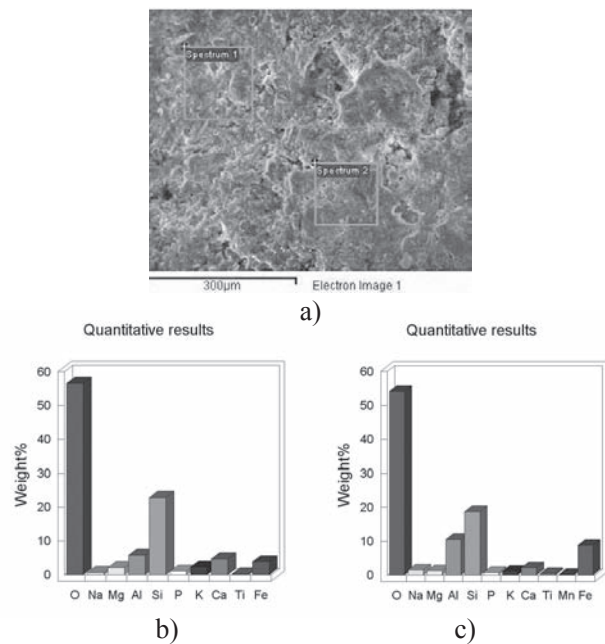 Spectrum 1
Spectrum 2
300µm
Electron Image 1
a)
Quantitative results
Weight%
60
50
40
30
20
10
0
O Na Mg Al Si P K Ca Ti Fe
b)
Quantitative results
Weight%
60
50
40
30
20
10
0
O Na Mg Al Si P K Ca Ti Mn Fe
c)